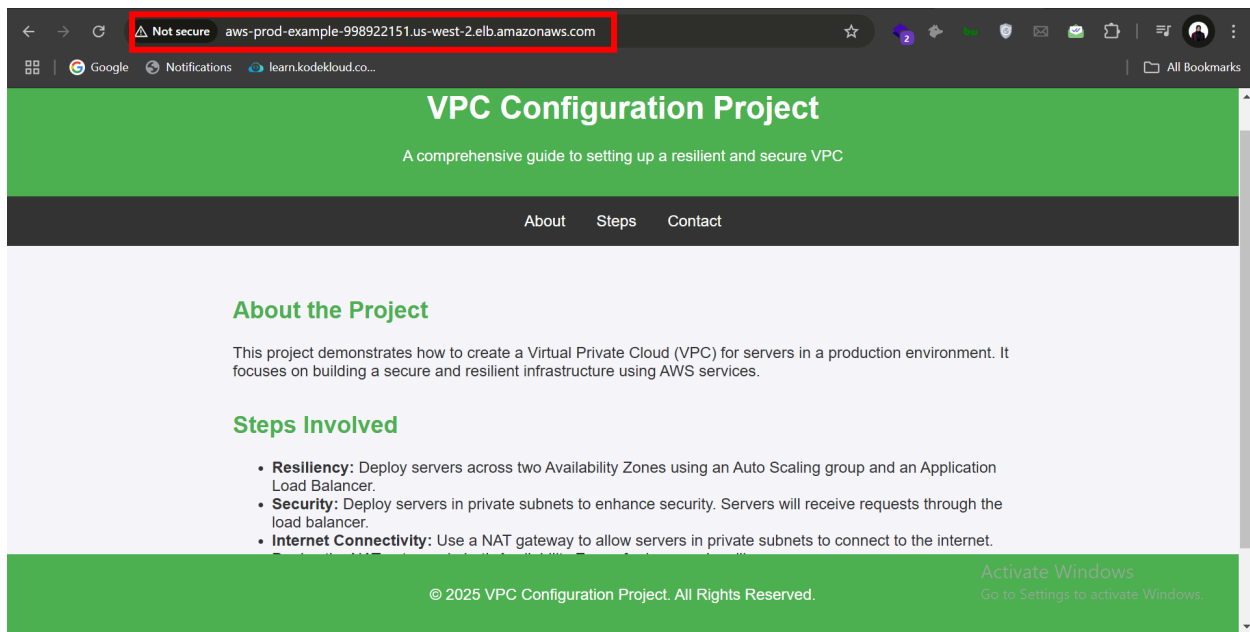 Not secure aws-prod-example-998922151.us-west-2.elb.amazonaws.com
2
Google Notifications learn.kodekloud.co... All Bookmarks
VPC Configuration Project
A comprehensive guide to setting up a resilient and secure VPC
About Steps Contact
About the Project
This project demonstrates how to create a Virtual Private Cloud (VPC) for servers in a production environment. It
focuses on building a secure and resilient infrastructure using AWS services.
Steps Involved
• Resiliency: Deploy servers across two Availability Zones using an Auto Scaling group and an Application
Load Balancer.
• Security: Deploy servers in private subnets to enhance security. Servers will receive requests through the
load balancer.
• Internet Connectivity: Use a NAT gateway to allow servers in private subnets to connect to the internet.
© 2025 VPC Configuration Project. All Rights Reserved.
Activate Windows
Go to Settings to activate Windows.